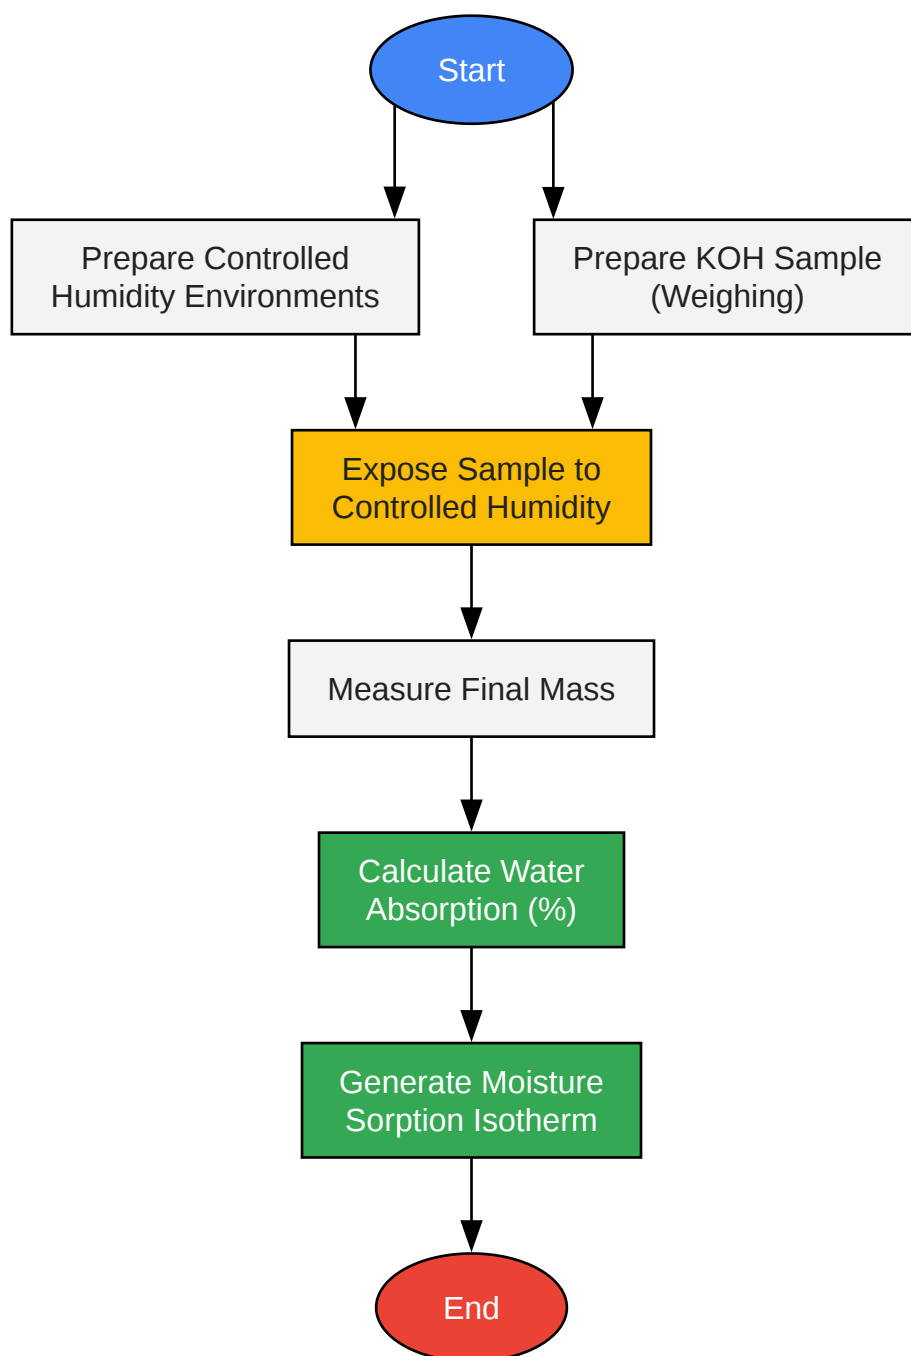 Start
Prepare Controlled
Humidity Environments
Prepare KOH Sample
(Weighing)
Expose Sample to
Controlled Humidity
Measure Final Mass
Calculate Water
Absorption (%)
Generate Moisture
Sorption Isotherm
End